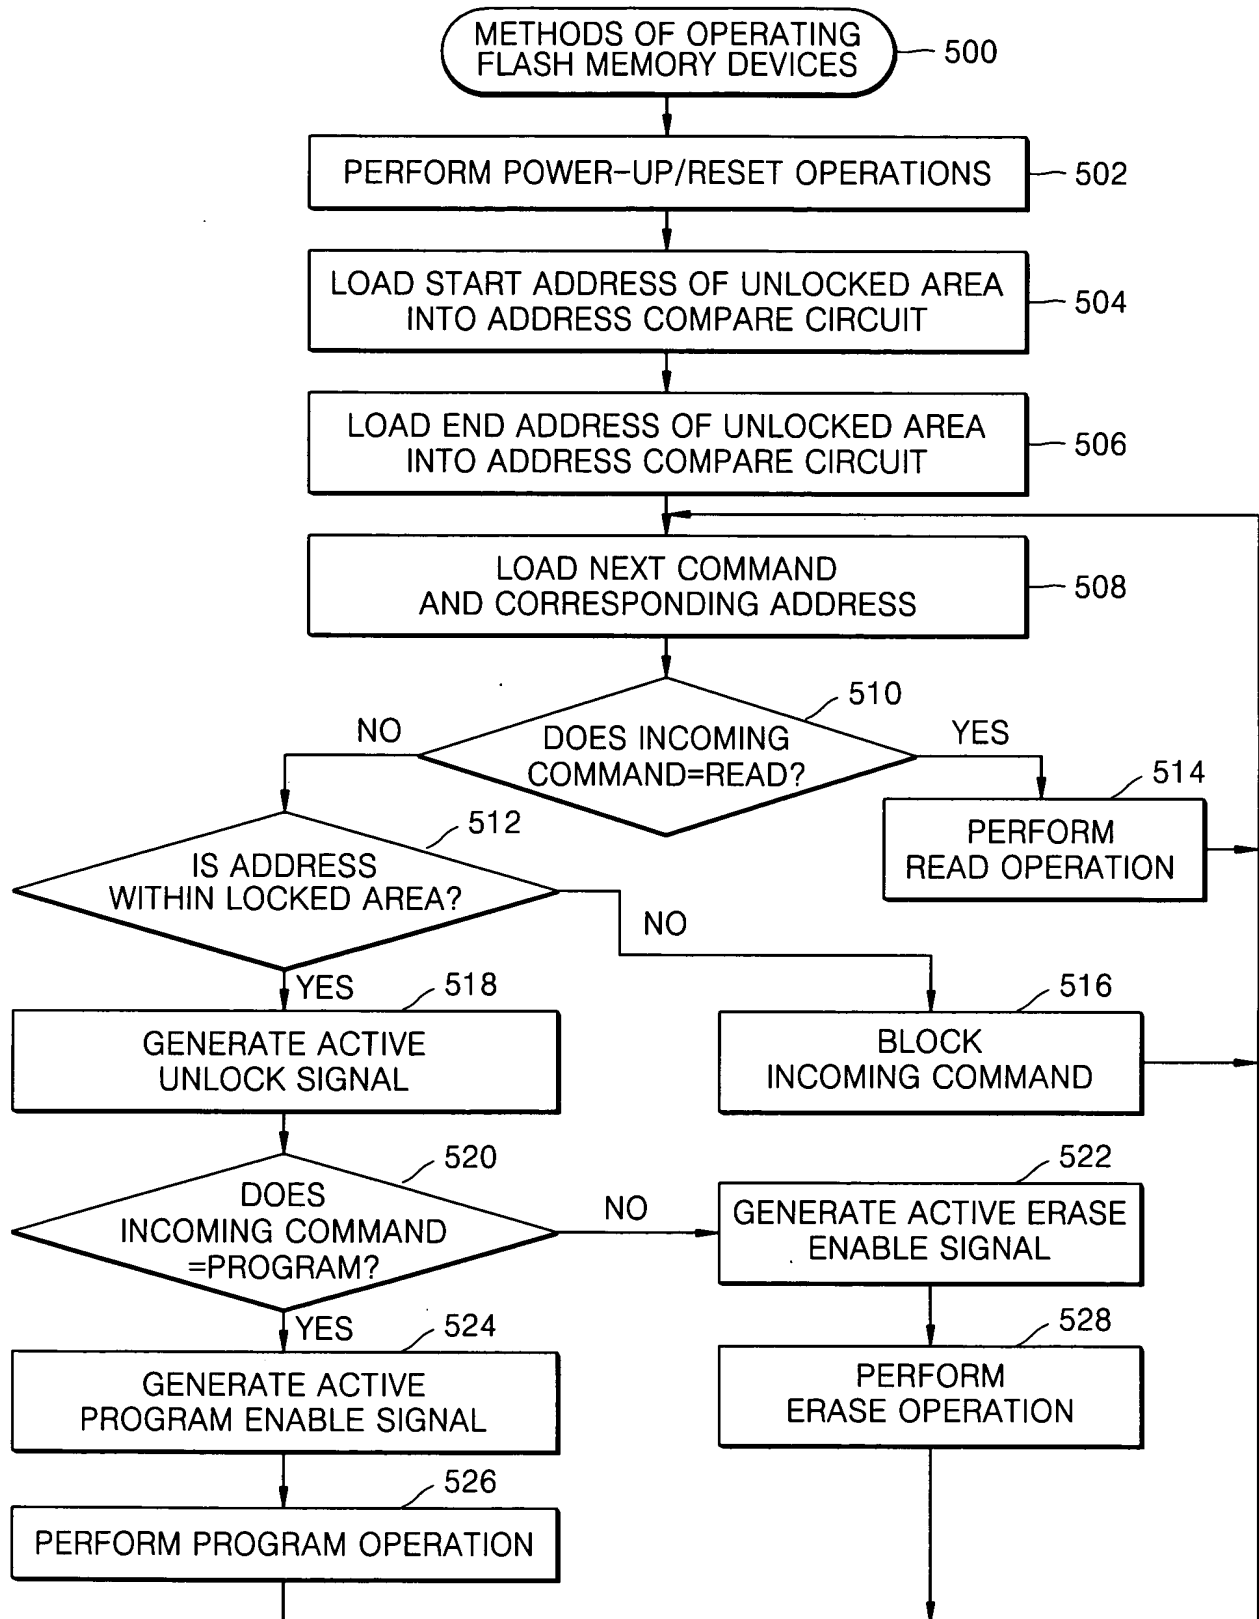 METHODS OF OPERATING
FLASH MEMORY DEVICES
500
PERFORM POWER-UP/RESET OPERATIONS
502
LOAD START ADDRESS OF UNLOCKED AREA
INTO ADDRESS COMPARE CIRCUIT
504
LOAD END ADDRESS OF UNLOCKED AREA
INTO ADDRESS COMPARE CIRCUIT
506
LOAD NEXT COMMAND
AND CORRESPONDING ADDRESS
508
510
NO
DOES INCOMING
COMMAND=READ?
YES
514
PERFORM
READ OPERATION
512
IS ADDRESS
WITHIN LOCKED AREA?
NO
YES
518
GENERATE ACTIVE
UNLOCK SIGNAL
516
BLOCK
INCOMING COMMAND
520
DOES
INCOMING COMMAND
=PROGRAM?
NO
522
GENERATE ACTIVE ERASE
ENABLE SIGNAL
YES
524
GENERATE ACTIVE
PROGRAM ENABLE SIGNAL
528
PERFORM
ERASE OPERATION
526
PERFORM PROGRAM OPERATION